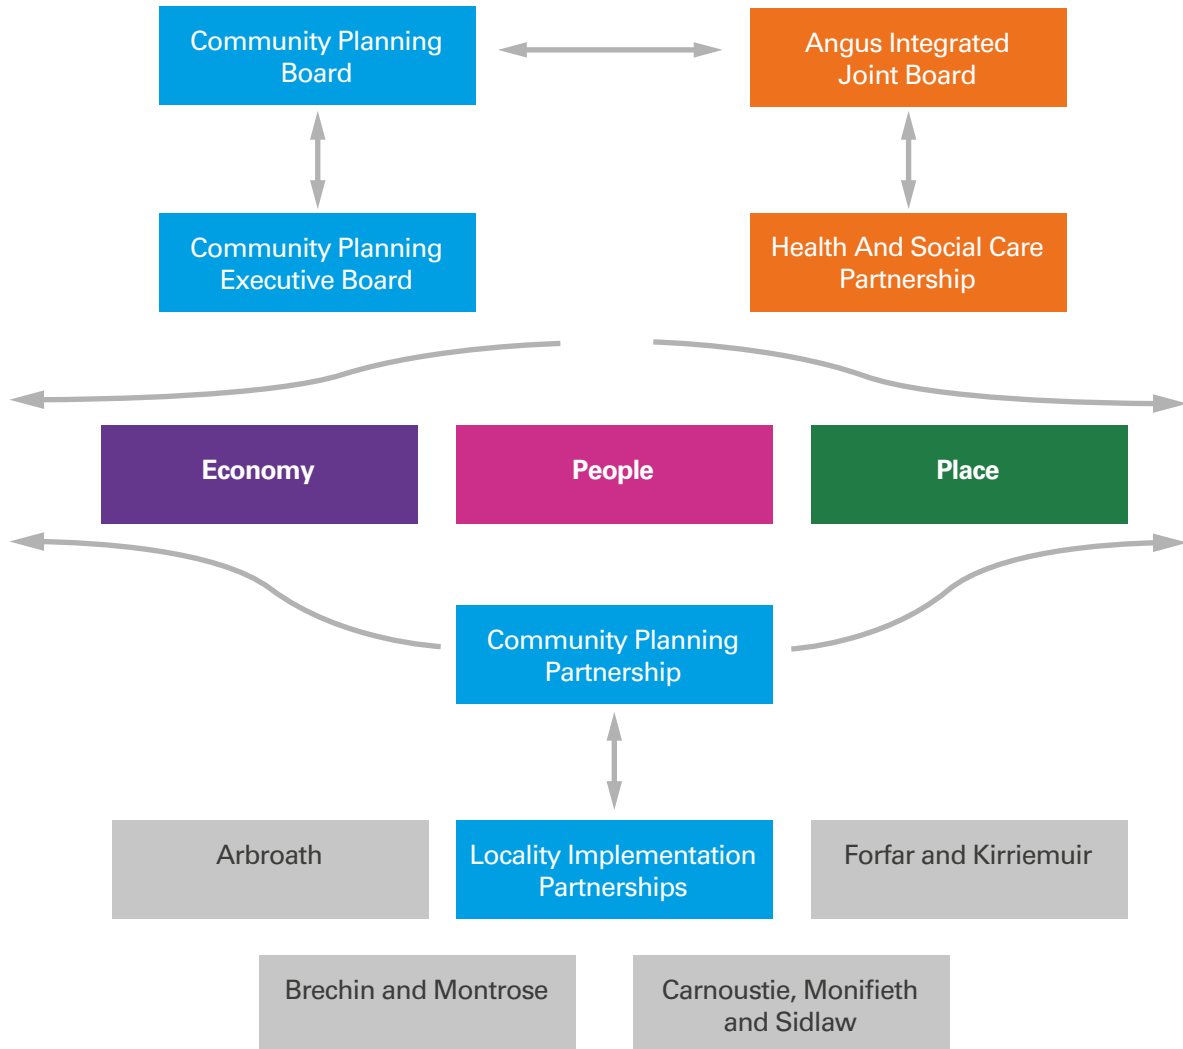 Community Planning
Board
Angus Integrated
Joint Board
Community Planning
Executive Board
Health And Social Care
Partnership
Economy
People
Place
Community Planning
Partnership
Arbroath
Locality Implementation
Partnerships
Forfar and Kirriemuir
Brechin and Montrose
Carnoustie, Monifieth
and Sidlaw